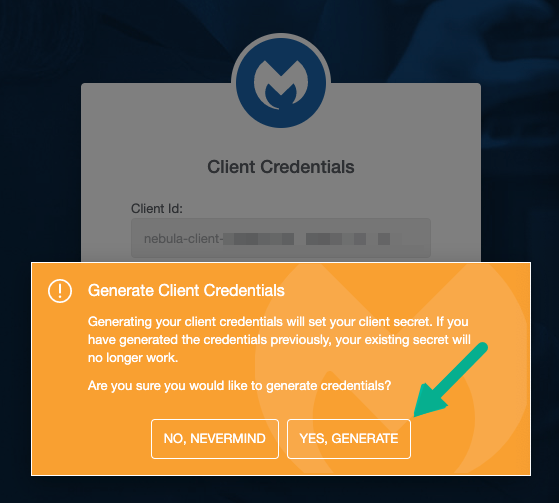 Client Credentials
Client Id:
nebula-client-
Generate Client Credentials
Generating your client credentials will set your client secret. If you
have generated the credentials previously, your existing secret will
no longer work.
Are you sure you would like to generate credentials?
NO, NEVERMIND
YES, GENERATE